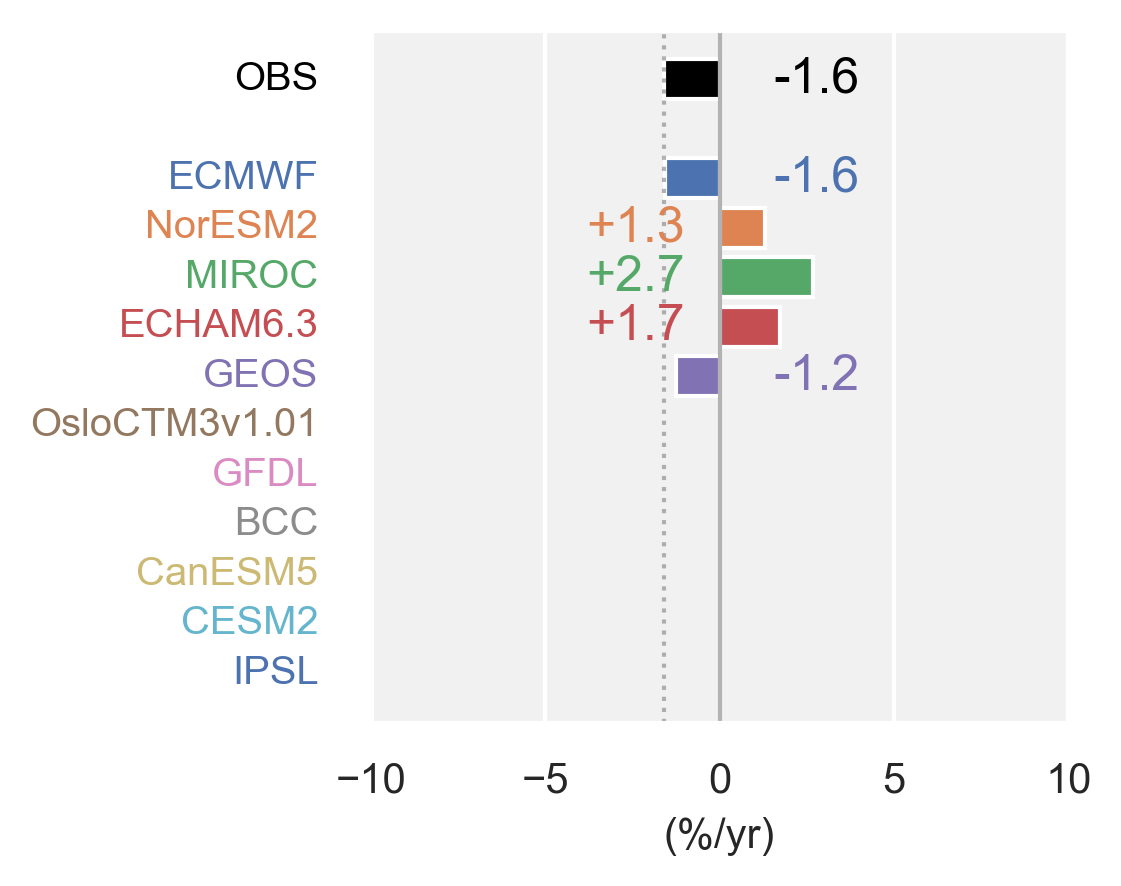 OBS -1.6
ECMWF -1.6
NorESM2 +1.3
MIROC +2.7
ECHAM6.3 +1.7
GEOS -1.2
OsloCTM3v1.01
GFDL
BCC
CanESM5
CESM2
IPSL
−10 −5 0 5 10
(%/yr)